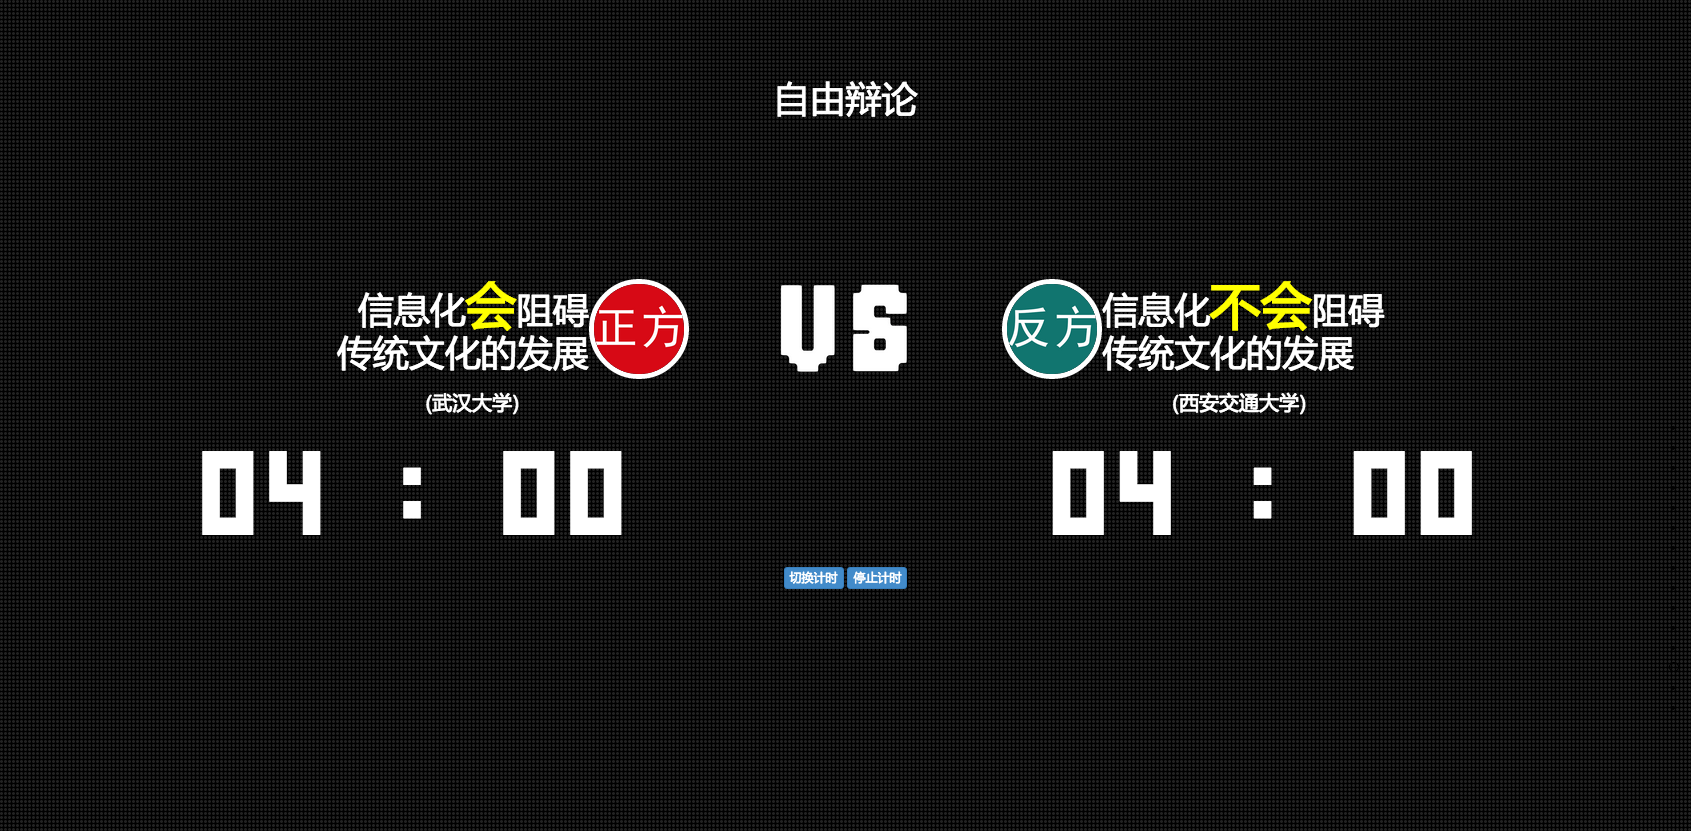 自由辩论
信息化会阻碍
传统文化的发展
正方
(武汉大学)
04 : 00
VS
反方
信息化不会阻碍
传统文化的发展
(西安交通大学)
04 : 00
切换计时 停止计时